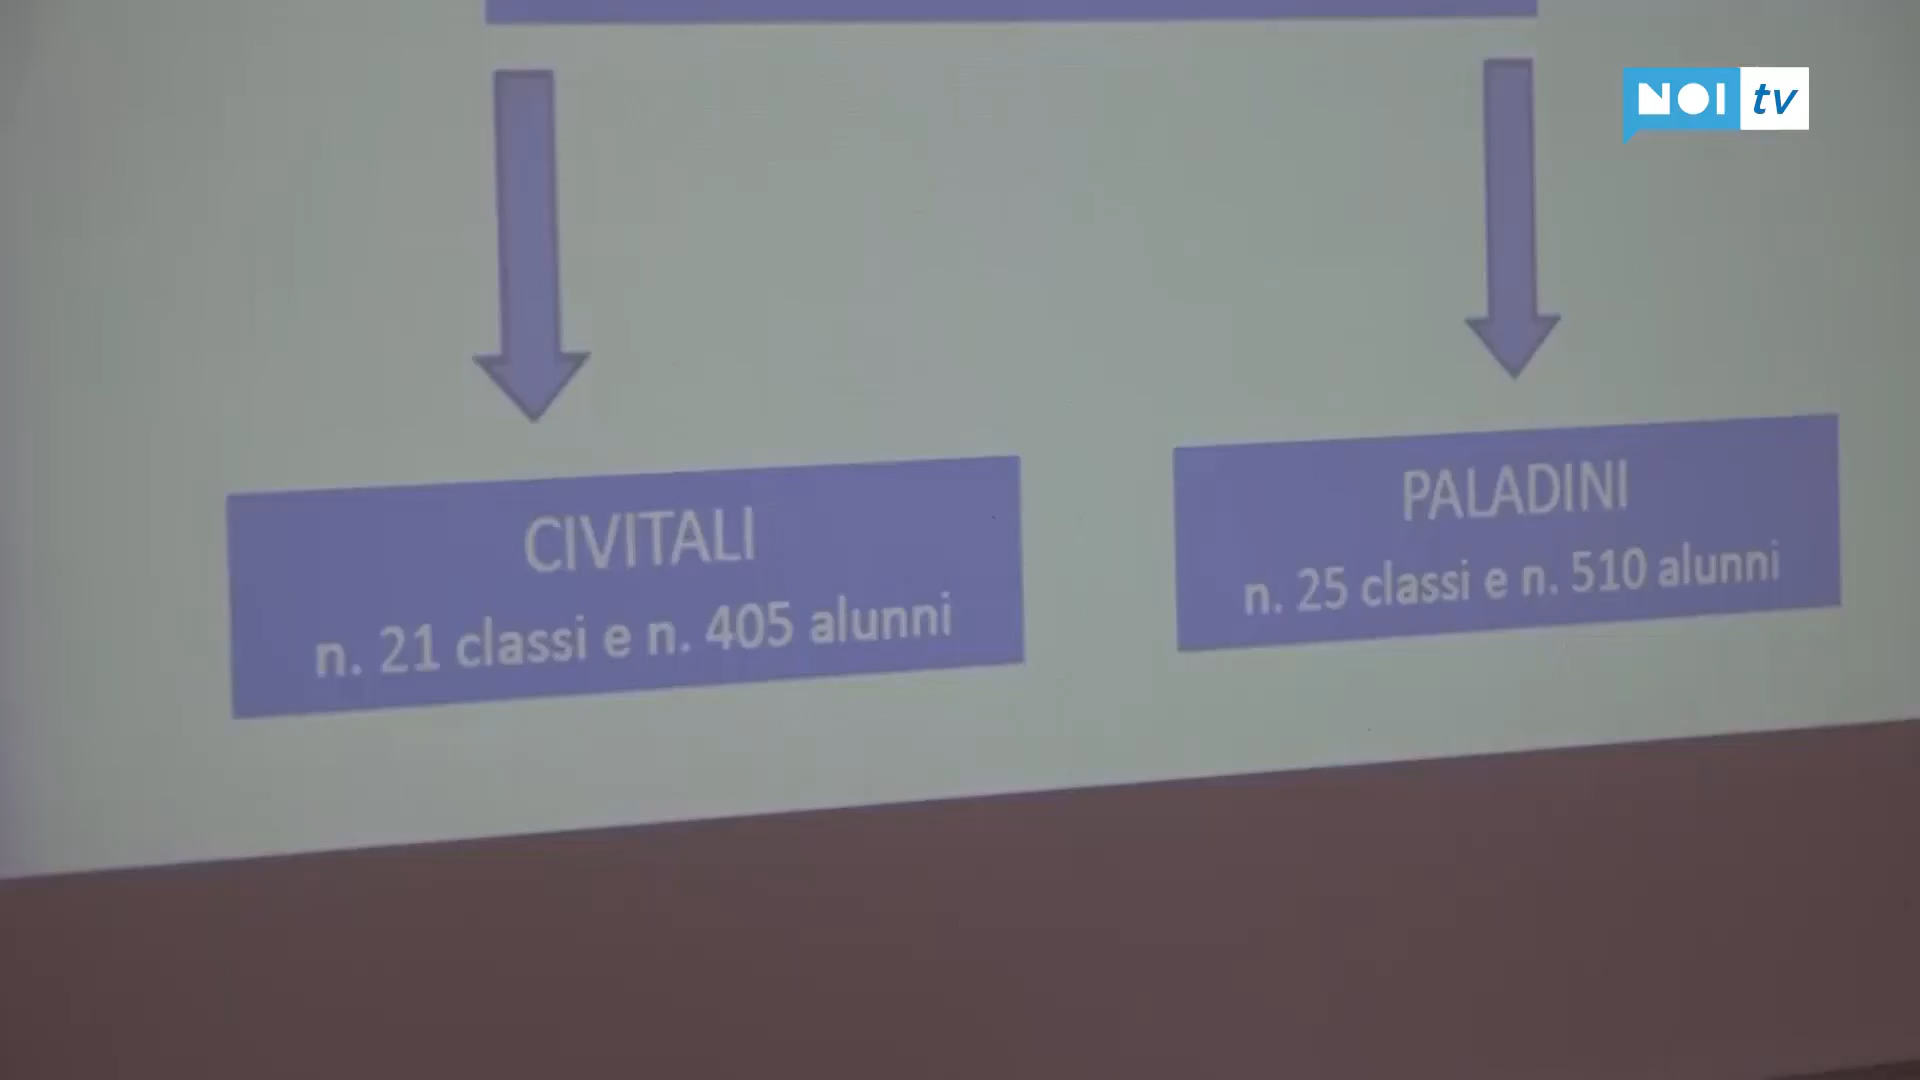 NOI tv
CIVITALI
n. 21 classi e n. 405 alunni
PALADINI
n. 25 classi e n. 510 alunni